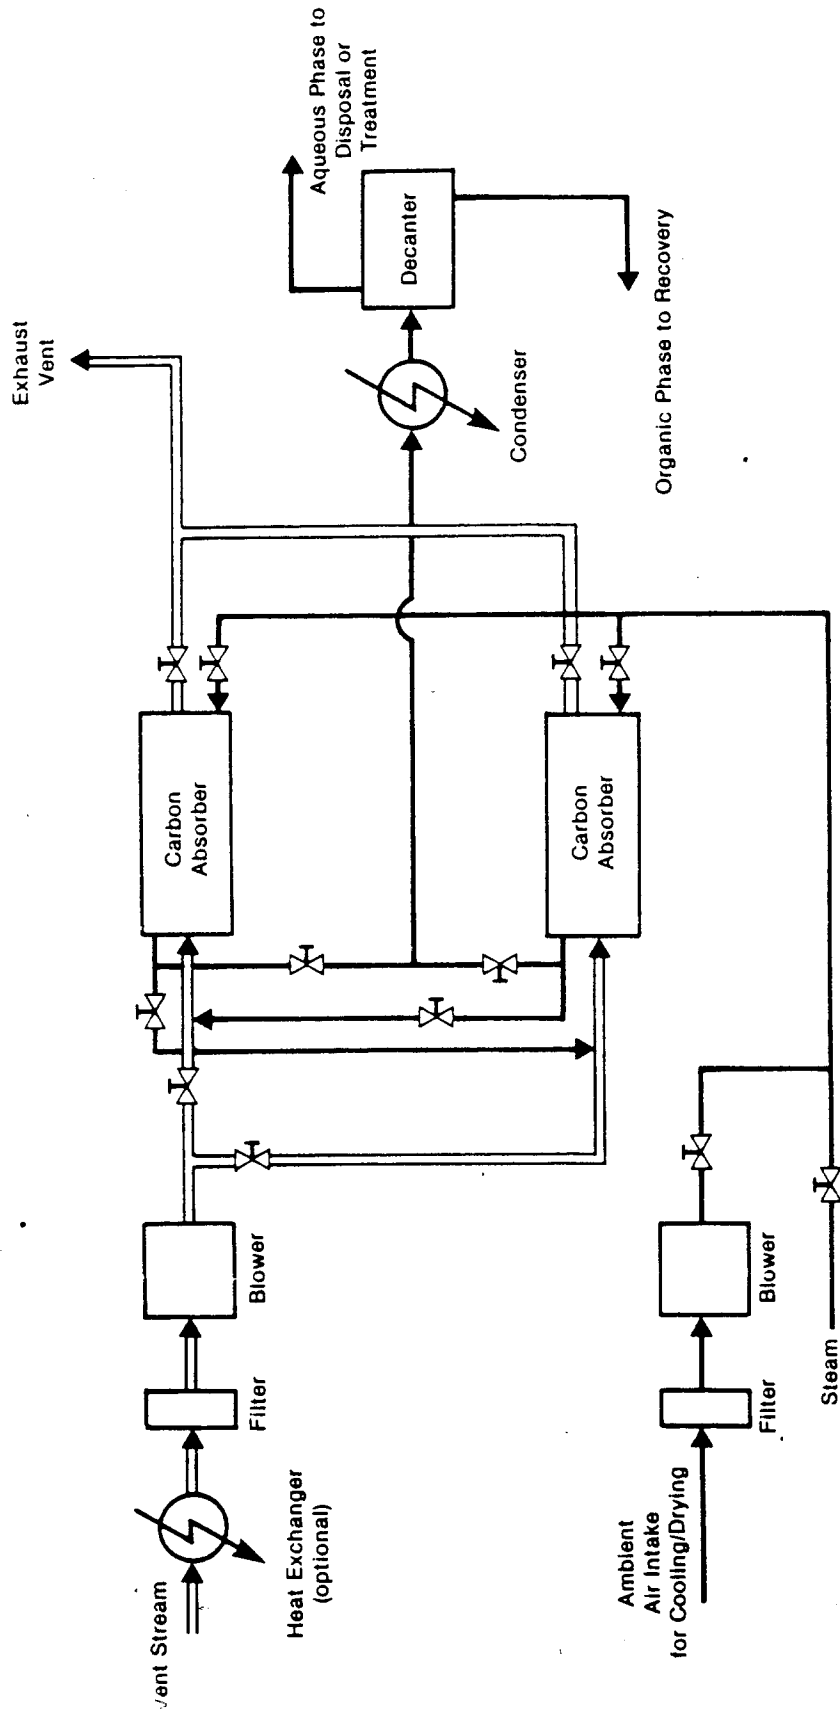 Exhaust
Vent
Aqueous Phase to
Disposal or
Treatment
Decanter
Condenser
Organic Phase to Recovery
Carbon
Absorber
Carbon
Absorber
Blower
Filter
Heat Exchanger
(optional)
Vent Stream
Blower
Filter
Ambient
Air Intake
for Cooling/Drying
Steam